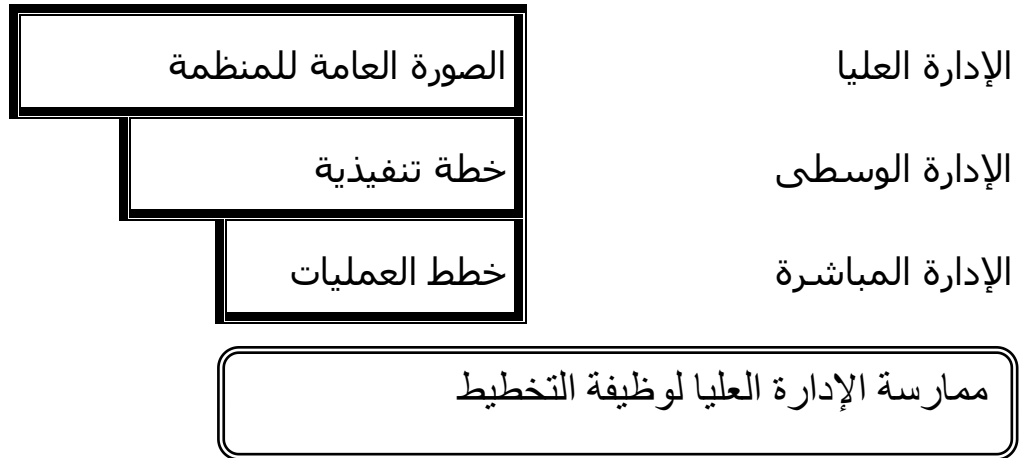 الإدارة العليا الصورة العامة للمنظمة
الإدارة الوسطى خطة تنفيذية
الإدارة المباشرة خطط العمليات
ممارسة الإدارة العليا لوظيفة التخطيط